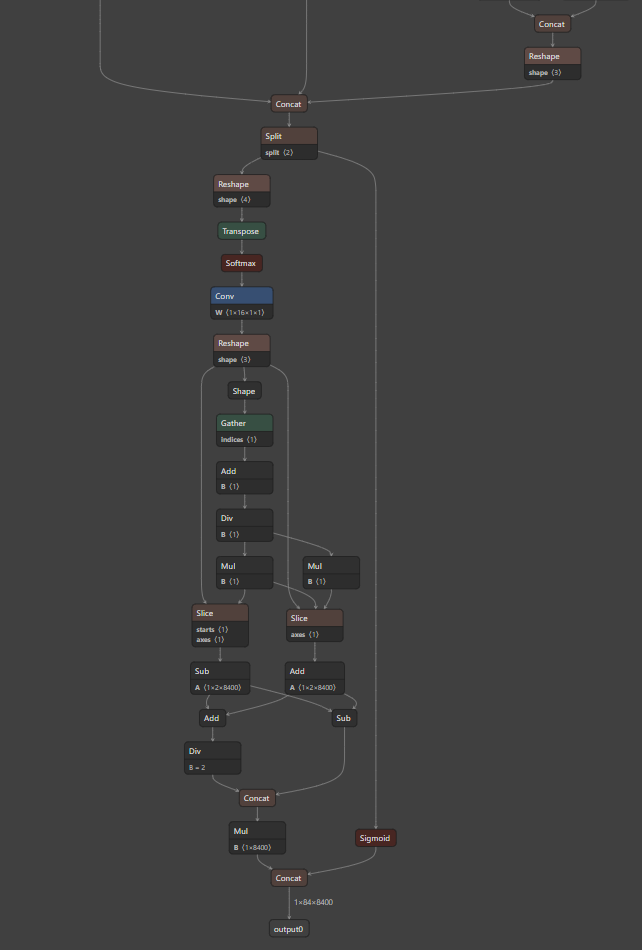 Concat
Reshape
shape ⟨3⟩
Concat
Split
split ⟨2⟩
Reshape
shape ⟨4⟩
Transpose
Softmax
Conv
W ⟨1×16×1×1⟩
Reshape
shape ⟨3⟩
Shape
Gather
indices ⟨1⟩
Add
B ⟨1⟩
Div
B ⟨1⟩
Mul
B ⟨1⟩
Mul
B ⟨1⟩
Slice
starts ⟨1⟩
axes ⟨1⟩
Slice
axes ⟨1⟩
Sub
A ⟨1×2×8400⟩
Add
A ⟨1×2×8400⟩
Add
Sub
Div
B = 2
Concat
Mul
B ⟨1×8400⟩
Sigmoid
Concat
1×84×8400
output0